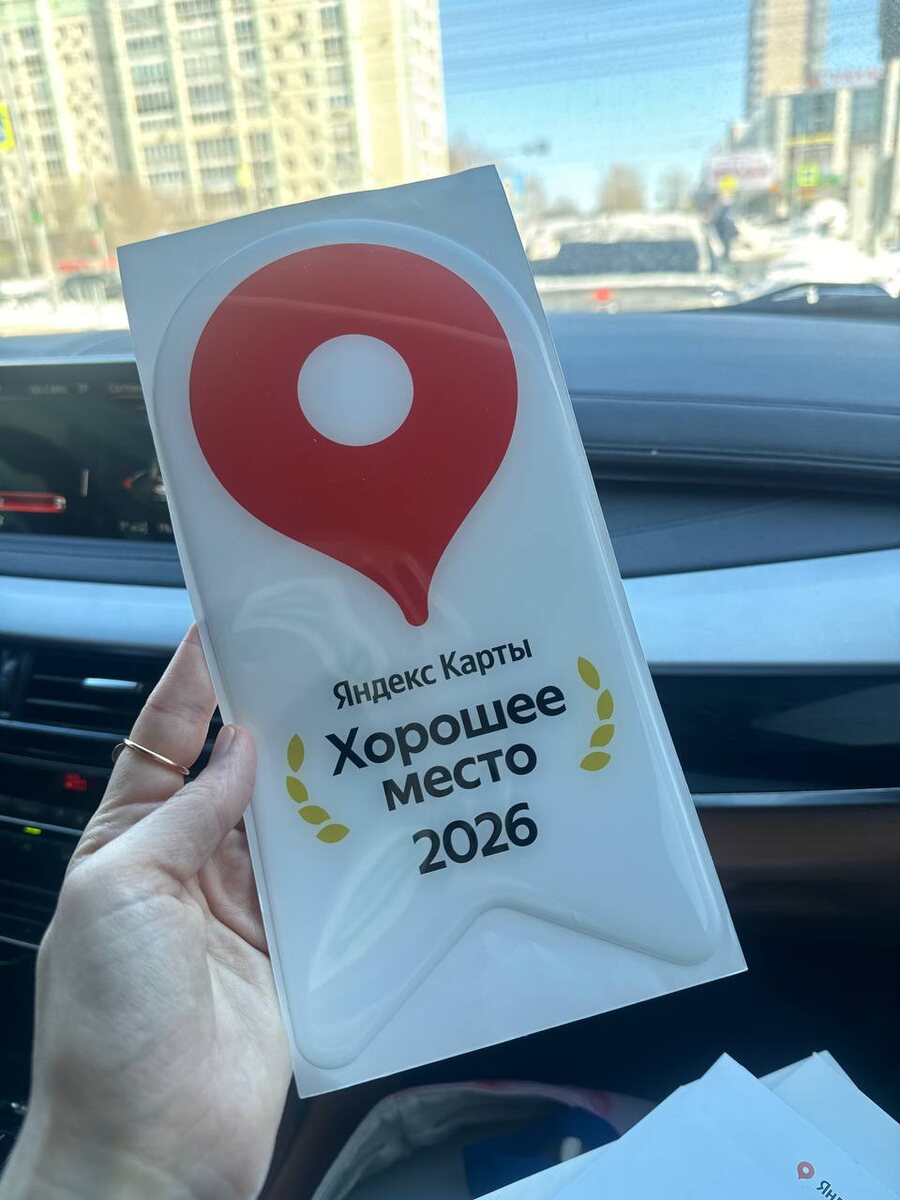 Яндекс Карты
Хорошее
место
2026